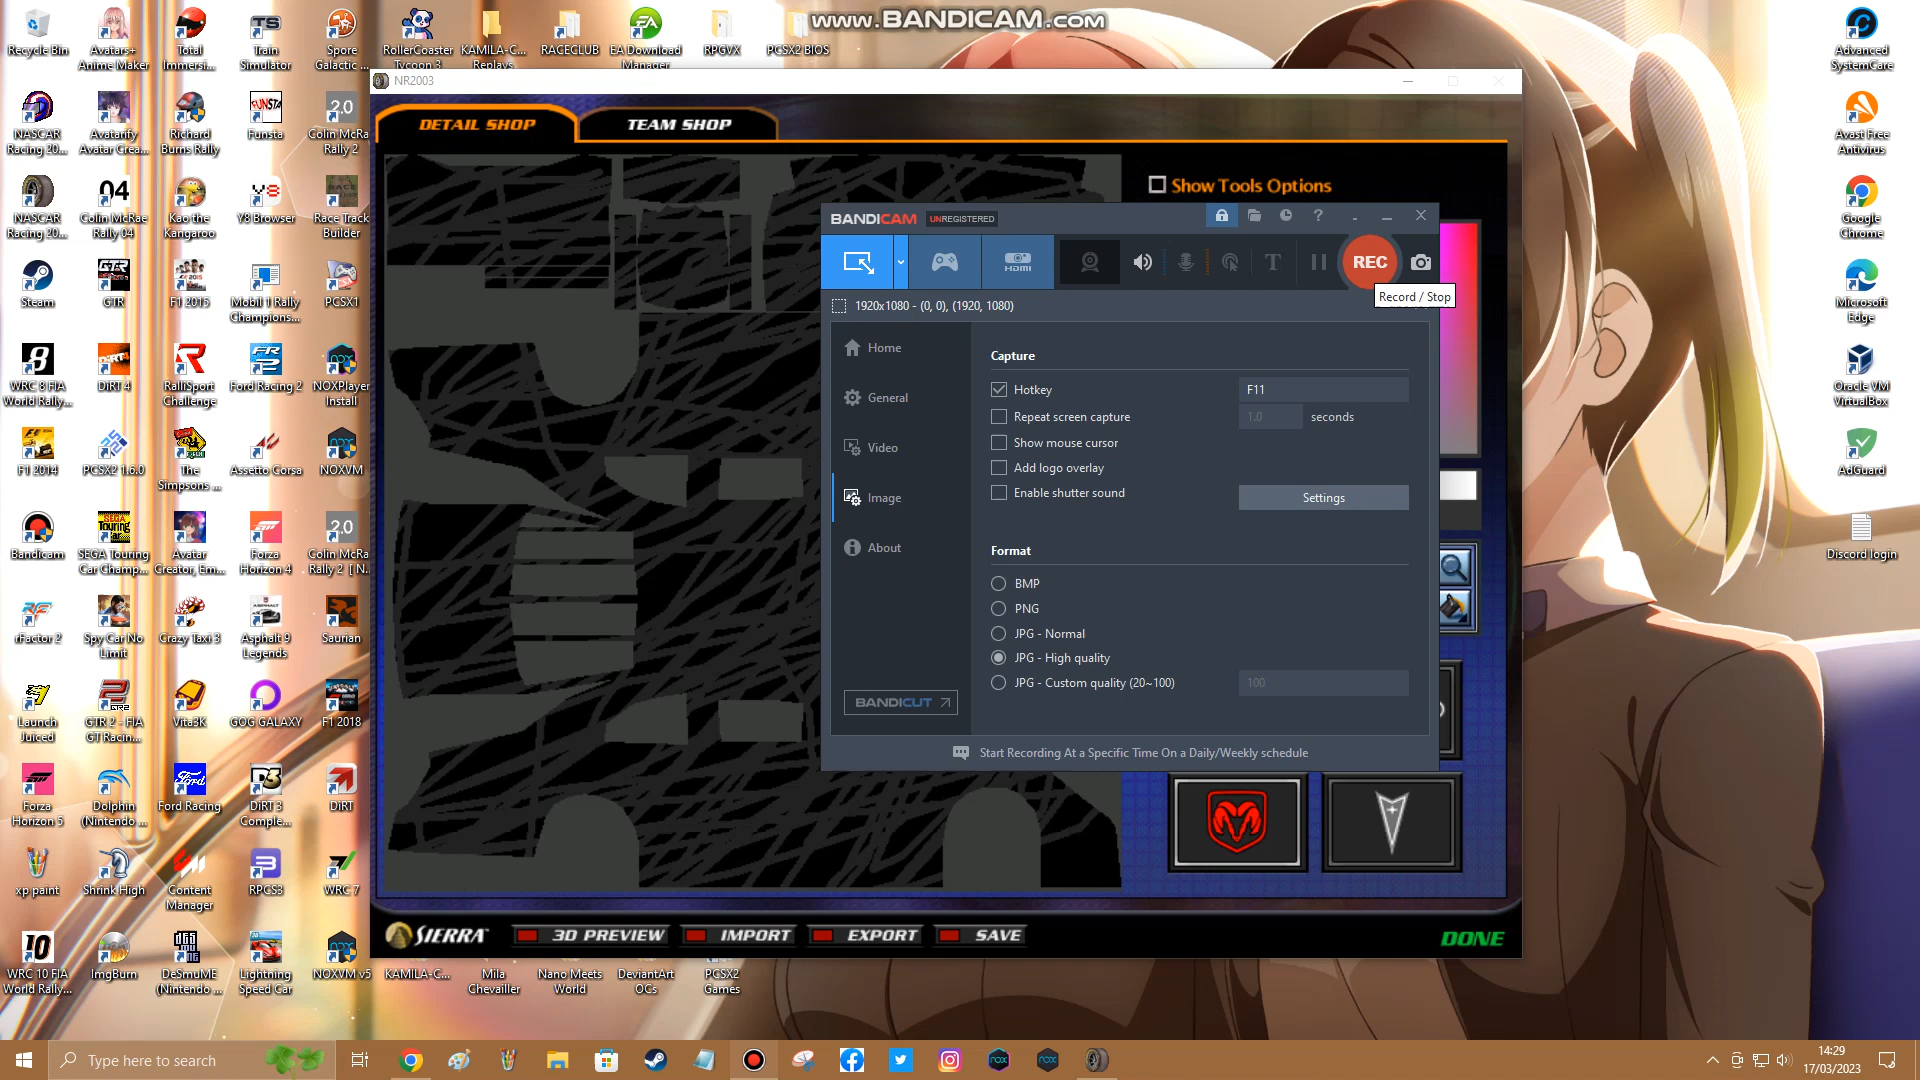 www.BANDICAM.com
Recycle Bin
Avatars+ Anime Maker
Total Immersi...
Train Simulator
Spore Galactic ...
RollerCoaster Tycoon 3
KAMILA-C... Replays
RACECLUB
EA Download Manager
RPGVX
PCSX2 BIOS
Advanced SystemCare
NR2003
DETAIL SHOP
TEAM SHOP
Show Tools Options
NASCAR Racing 20...
Avatarify Avatar Crea...
Richard Burns Rally
Funsta
Colin McRa Rally 2
Avast Free Antivirus
NASCAR Racing 20...
Colin McRae Rally 04
Kao the Kangaroo
Y8 Browser
Race Track Builder
Google Chrome
BANDICAM UNREGISTERED
REC
Record / Stop
1920x1080 - (0, 0), (1920, 1080)
Steam
GTR
F1 2015
Mobil 1 Rally Champions...
PCSX1
Microsoft Edge
Home
General
Video
Image
About
BANDICUT
Capture
Hotkey
F11
Repeat screen capture
1.0
seconds
Show mouse cursor
Add logo overlay
Enable shutter sound
Settings
Format
BMP
PNG
JPG - Normal
JPG - High quality
JPG - Custom quality (20~100)
100
Start Recording At a Specific Time On a Daily/Weekly schedule
WRC 8 FIA World Rally...
DiRT 4
RalliSport Challenge
Ford Racing 2
NOXPlayer Install
Oracle VM VirtualBox
F1 2014
PCSX2 1.6.0
The Simpsons ...
Assetto Corsa
NOXVM
AdGuard
Bandicam
SEGA Touring Car Champ...
Avatar Creator, Em...
Forza Horizon 4
Colin McRa Rally 2 [ N...
Discord login
rFactor 2
Spy Car No Limit
Crazy Taxi 3
Asphalt 9 Legends
Saurian
Launch Juiced
GTR 2 - FIA GT Racin...
Vita3K
GOG GALAXY
F1 2018
Forza Horizon 5
Dolphin (Nintendo ...
Ford Racing
DiRT 3 Comple...
DiRT
xp paint
Shrink High
Content Manager
RPCS3
WRC 7
SIERRA
3D PREVIEW
IMPORT
EXPORT
SAVE
DONE
WRC 10 FIA World Rally...
ImgBurn
DeSmuME (Nintendo ...
Lightning Speed Car
NOXVM v5
KAMILA-C...
Mila Chevailler
Nano Meets World
DeviantArt OCs
PCSX2 Games
Type here to search
14:29
17/03/2023